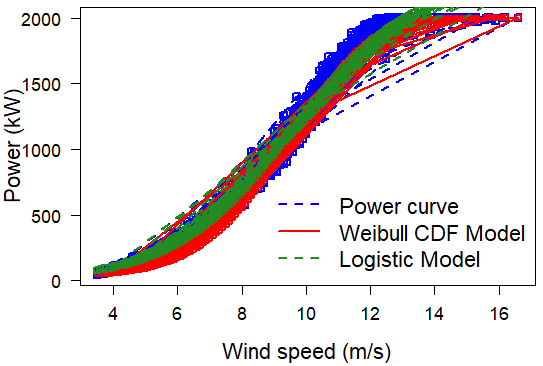 Power (kW)
2000
1500
1000
500
0
Power curve
Weibull CDF Model
Logistic Model
4 6 8 10 12 14 16
Wind speed (m/s)